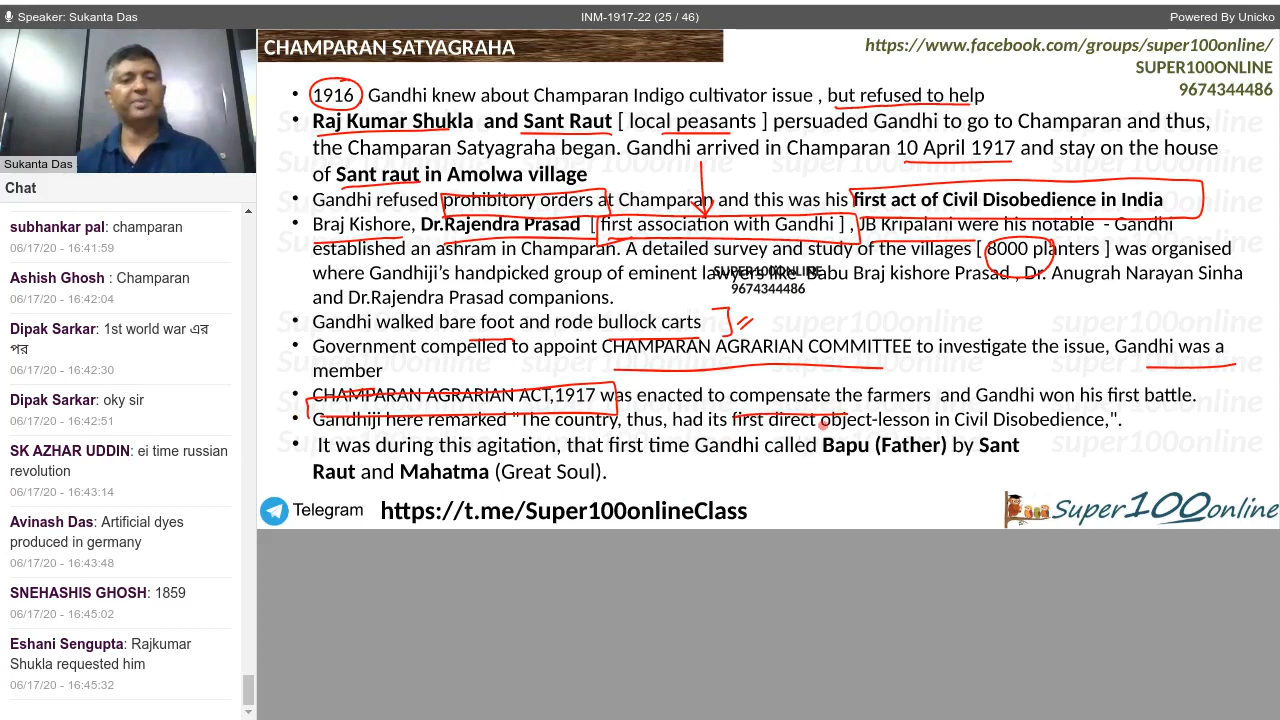 Speaker: Sukanta Das
INM-1917-22 (25 / 46)
Powered By Unicko
Sukanta Das
Chat
subhankar pal: champaran
06/17/20 - 16:41:59
Ashish Ghosh : Champaran
06/17/20 - 16:42:04
Dipak Sarkar: 1st world war এর
পর
06/17/20 - 16:42:30
Dipak Sarkar: oky sir
06/17/20 - 16:42:51
SK AZHAR UDDIN: ei time russian
revolution
06/17/20 - 16:43:14
Avinash Das: Artificial dyes
produced in germany
06/17/20 - 16:43:48
SNEHASHIS GHOSH: 1859
06/17/20 - 16:45:02
Eshani Sengupta: Rajkumar
Shukla requested him
06/17/20 - 16:45:32
CHAMPARAN SATYAGRAHA
https://www.facebook.com/groups/super100online/
SUPER100ONLINE
9674344486
• 1916 , Gandhi knew about Champaran Indigo cultivator issue , but refused to help
• Raj Kumar Shukla and Sant Raut [ local peasants ] persuaded Gandhi to go to Champaran and thus,
the Champaran Satyagraha began. Gandhi arrived in Champaran 10 April 1917 and stay on the house
of Sant raut in Amolwa village
• Gandhi refused prohibitory orders at Champaran and this was his first act of Civil Disobedience in India
• Braj Kishore, Dr.Rajendra Prasad [ first association with Gandhi ] , JB Kripalani were his notable - Gandhi
established an ashram in Champaran. A detailed survey and study of the villages [ 8000 planters ] was organised
where Gandhiji’s handpicked group of eminent lawyers like Babu Braj kishore Prasad , Dr. Anugrah Narayan Sinha
and Dr.Rajendra Prasad companions.
SUPER100ONLINE
9674344486
• Gandhi walked bare foot and rode bullock carts
• Government compelled to appoint CHAMPARAN AGRARIAN COMMITTEE to investigate the issue, Gandhi was a
member
• CHAMPARAN AGRARIAN ACT,1917 was enacted to compensate the farmers and Gandhi won his first battle.
• Gandhiji here remarked "The country, thus, had its first direct object-lesson in Civil Disobedience,".
• It was during this agitation, that first time Gandhi called Bapu (Father) by Sant
Raut and Mahatma (Great Soul).
Telegram https://t.me/Super100onlineClass
Super100online